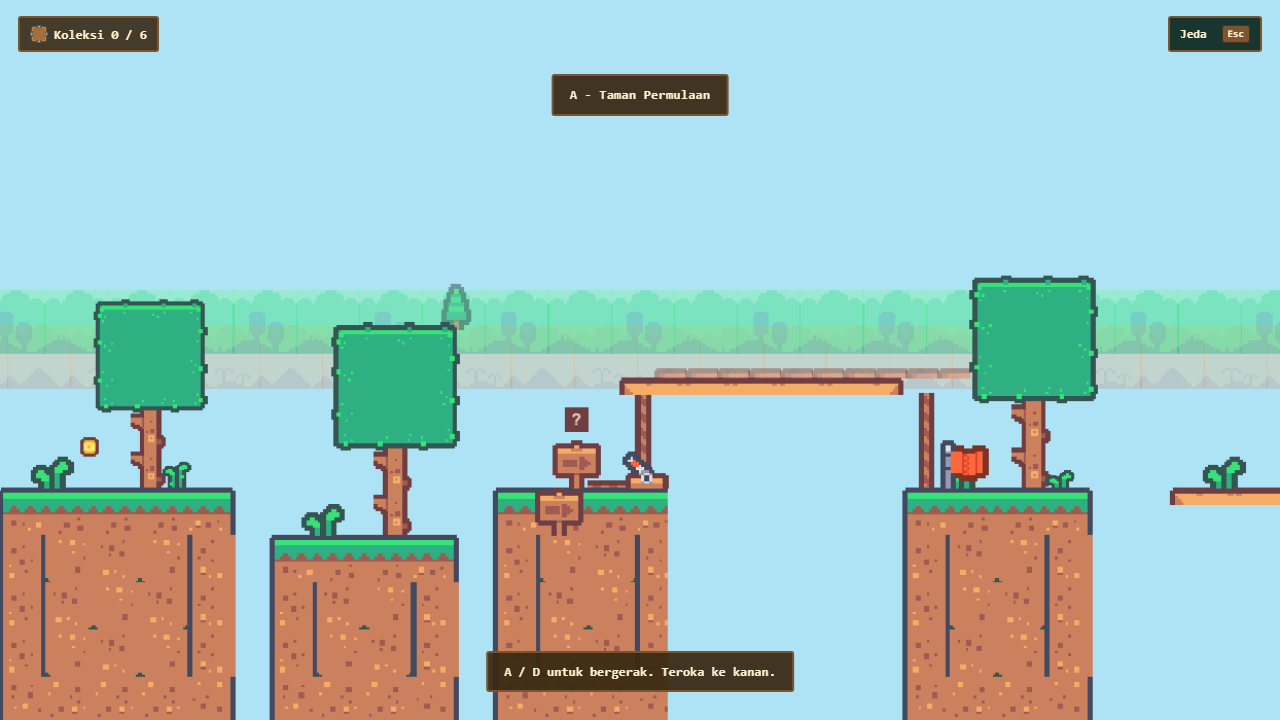 Koleksi 0 / 6
Jeda Esc
A - Taman Permulaan
?
A / D untuk bergerak. Teroka ke kanan.